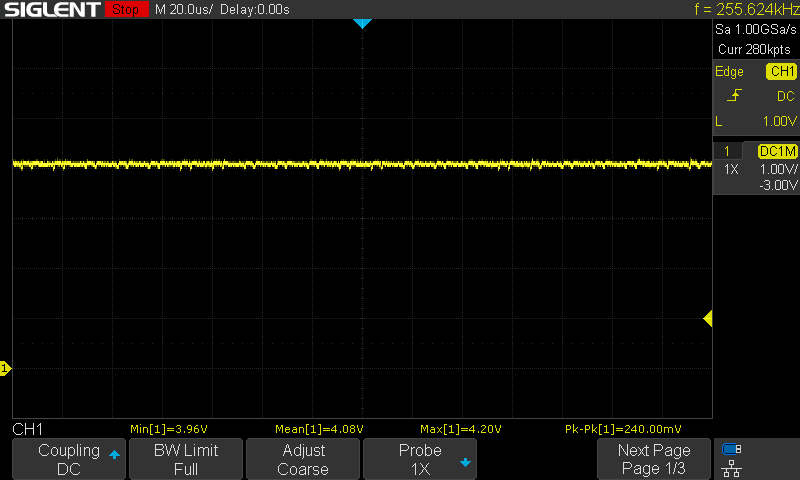 SIGLENT Stop M 20.0us/ Delay:0.00s f = 255.624kHz
Sa 1.00GSa/s
Curr 280kpts
Edge CH1
DC
L 1.00V
1 DC1M
1X 1.00V/
-3.00V
1
CH1 Min[1]=3.96V Mean[1]=4.08V Max[1]=4.20V Pk-Pk[1]=240.00mV
Coupling BW Limit Adjust Probe Next Page
DC Full Coarse 1X Page 1/3